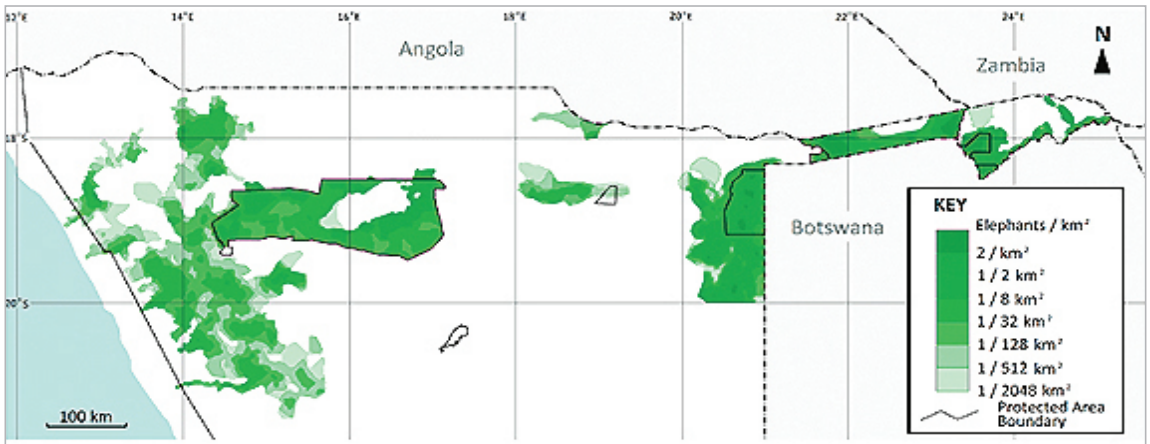 12°E 14°E 16°E 18°E 20°E 22°E 24°E
Angola
N
Zambia
18°S
KEY
Elephants / km²
2 / km²
Botswana
1 / 2 km²
1 / 8 km²
20°S
1 / 32 km²
1 / 128 km²
1 / 512 km²
1 / 2048 km²
100 km
Protected Area
Boundary